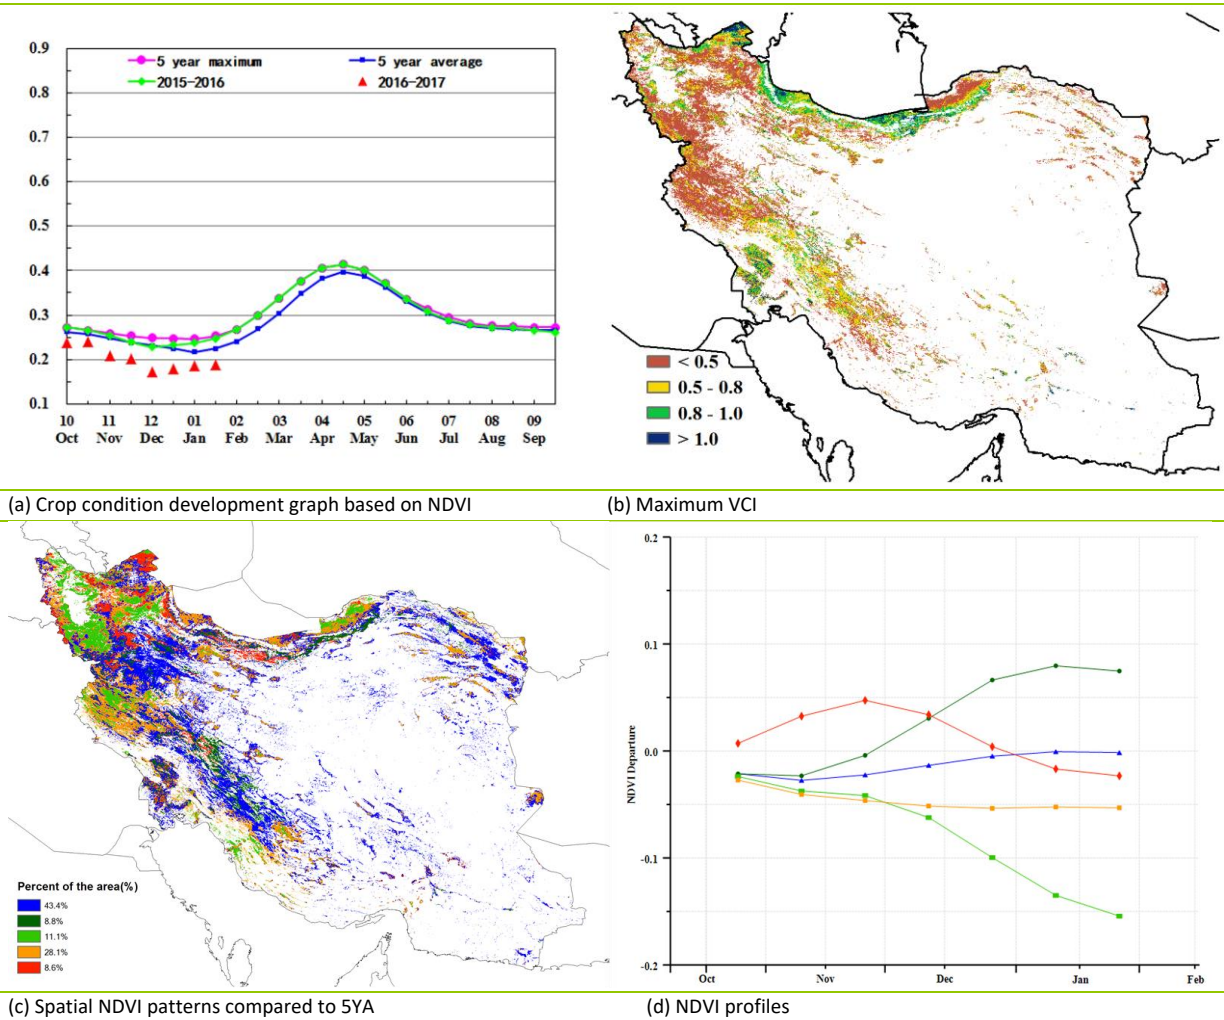 0.9
0.8
0.7
0.6
0.5
0.4
0.3
0.2
0.1
5 year maximum
5 year average
2015-2016
2016-2017
10 11 12 01 02 03 04 05 06 07 08 09
Oct Nov Dec Jan Feb Mar Apr May Jun Jul Aug Sep
< 0.5
0.5 - 0.8
0.8 - 1.0
> 1.0
(a) Crop condition development graph based on NDVI
(b) Maximum VCI
Percent of the area(%)
43.4%
8.8%
11.1%
28.1%
8.6%
0.2
0.1
0.0
-0.1
-0.2
NDVI Departure
Oct Nov Dec Jan Feb
(c) Spatial NDVI patterns compared to 5YA
(d) NDVI profiles